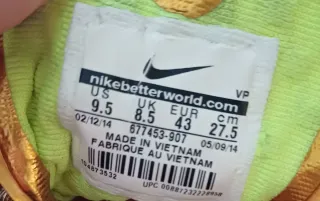 VP
nikebetterworld.com
US UK EUR cm
9.5 8.5 43 27.5
02/12/14 05/09/14
677453-907
MADE IN VIETNAM
FABRIQUE AU VIETNAM
UPC